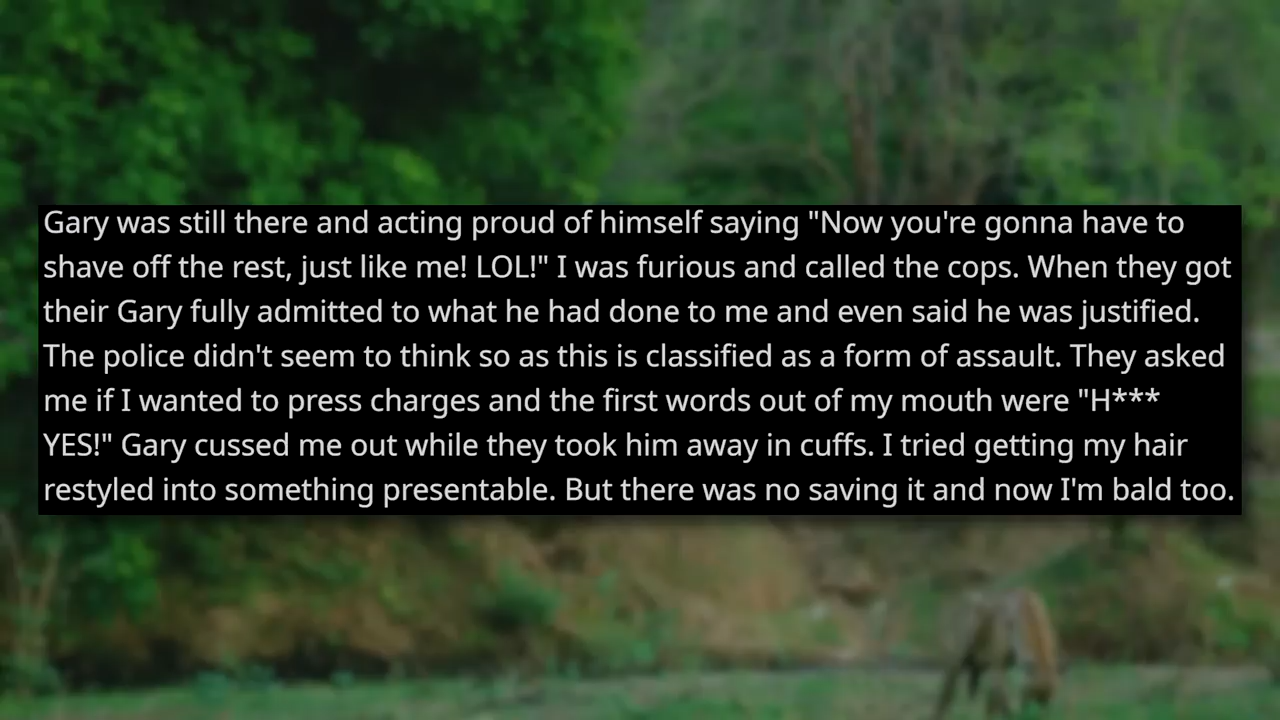 Gary was still there and acting proud of himself saying "Now you're gonna have to
shave off the rest, just like me! LOL!" I was furious and called the cops. When they got
their Gary fully admitted to what he had done to me and even said he was justified.
The police didn't seem to think so as this is classified as a form of assault. They asked
me if I wanted to press charges and the first words out of my mouth were "H***
YES!" Gary cussed me out while they took him away in cuffs. I tried getting my hair
restyled into something presentable. But there was no saving it and now I'm bald too.